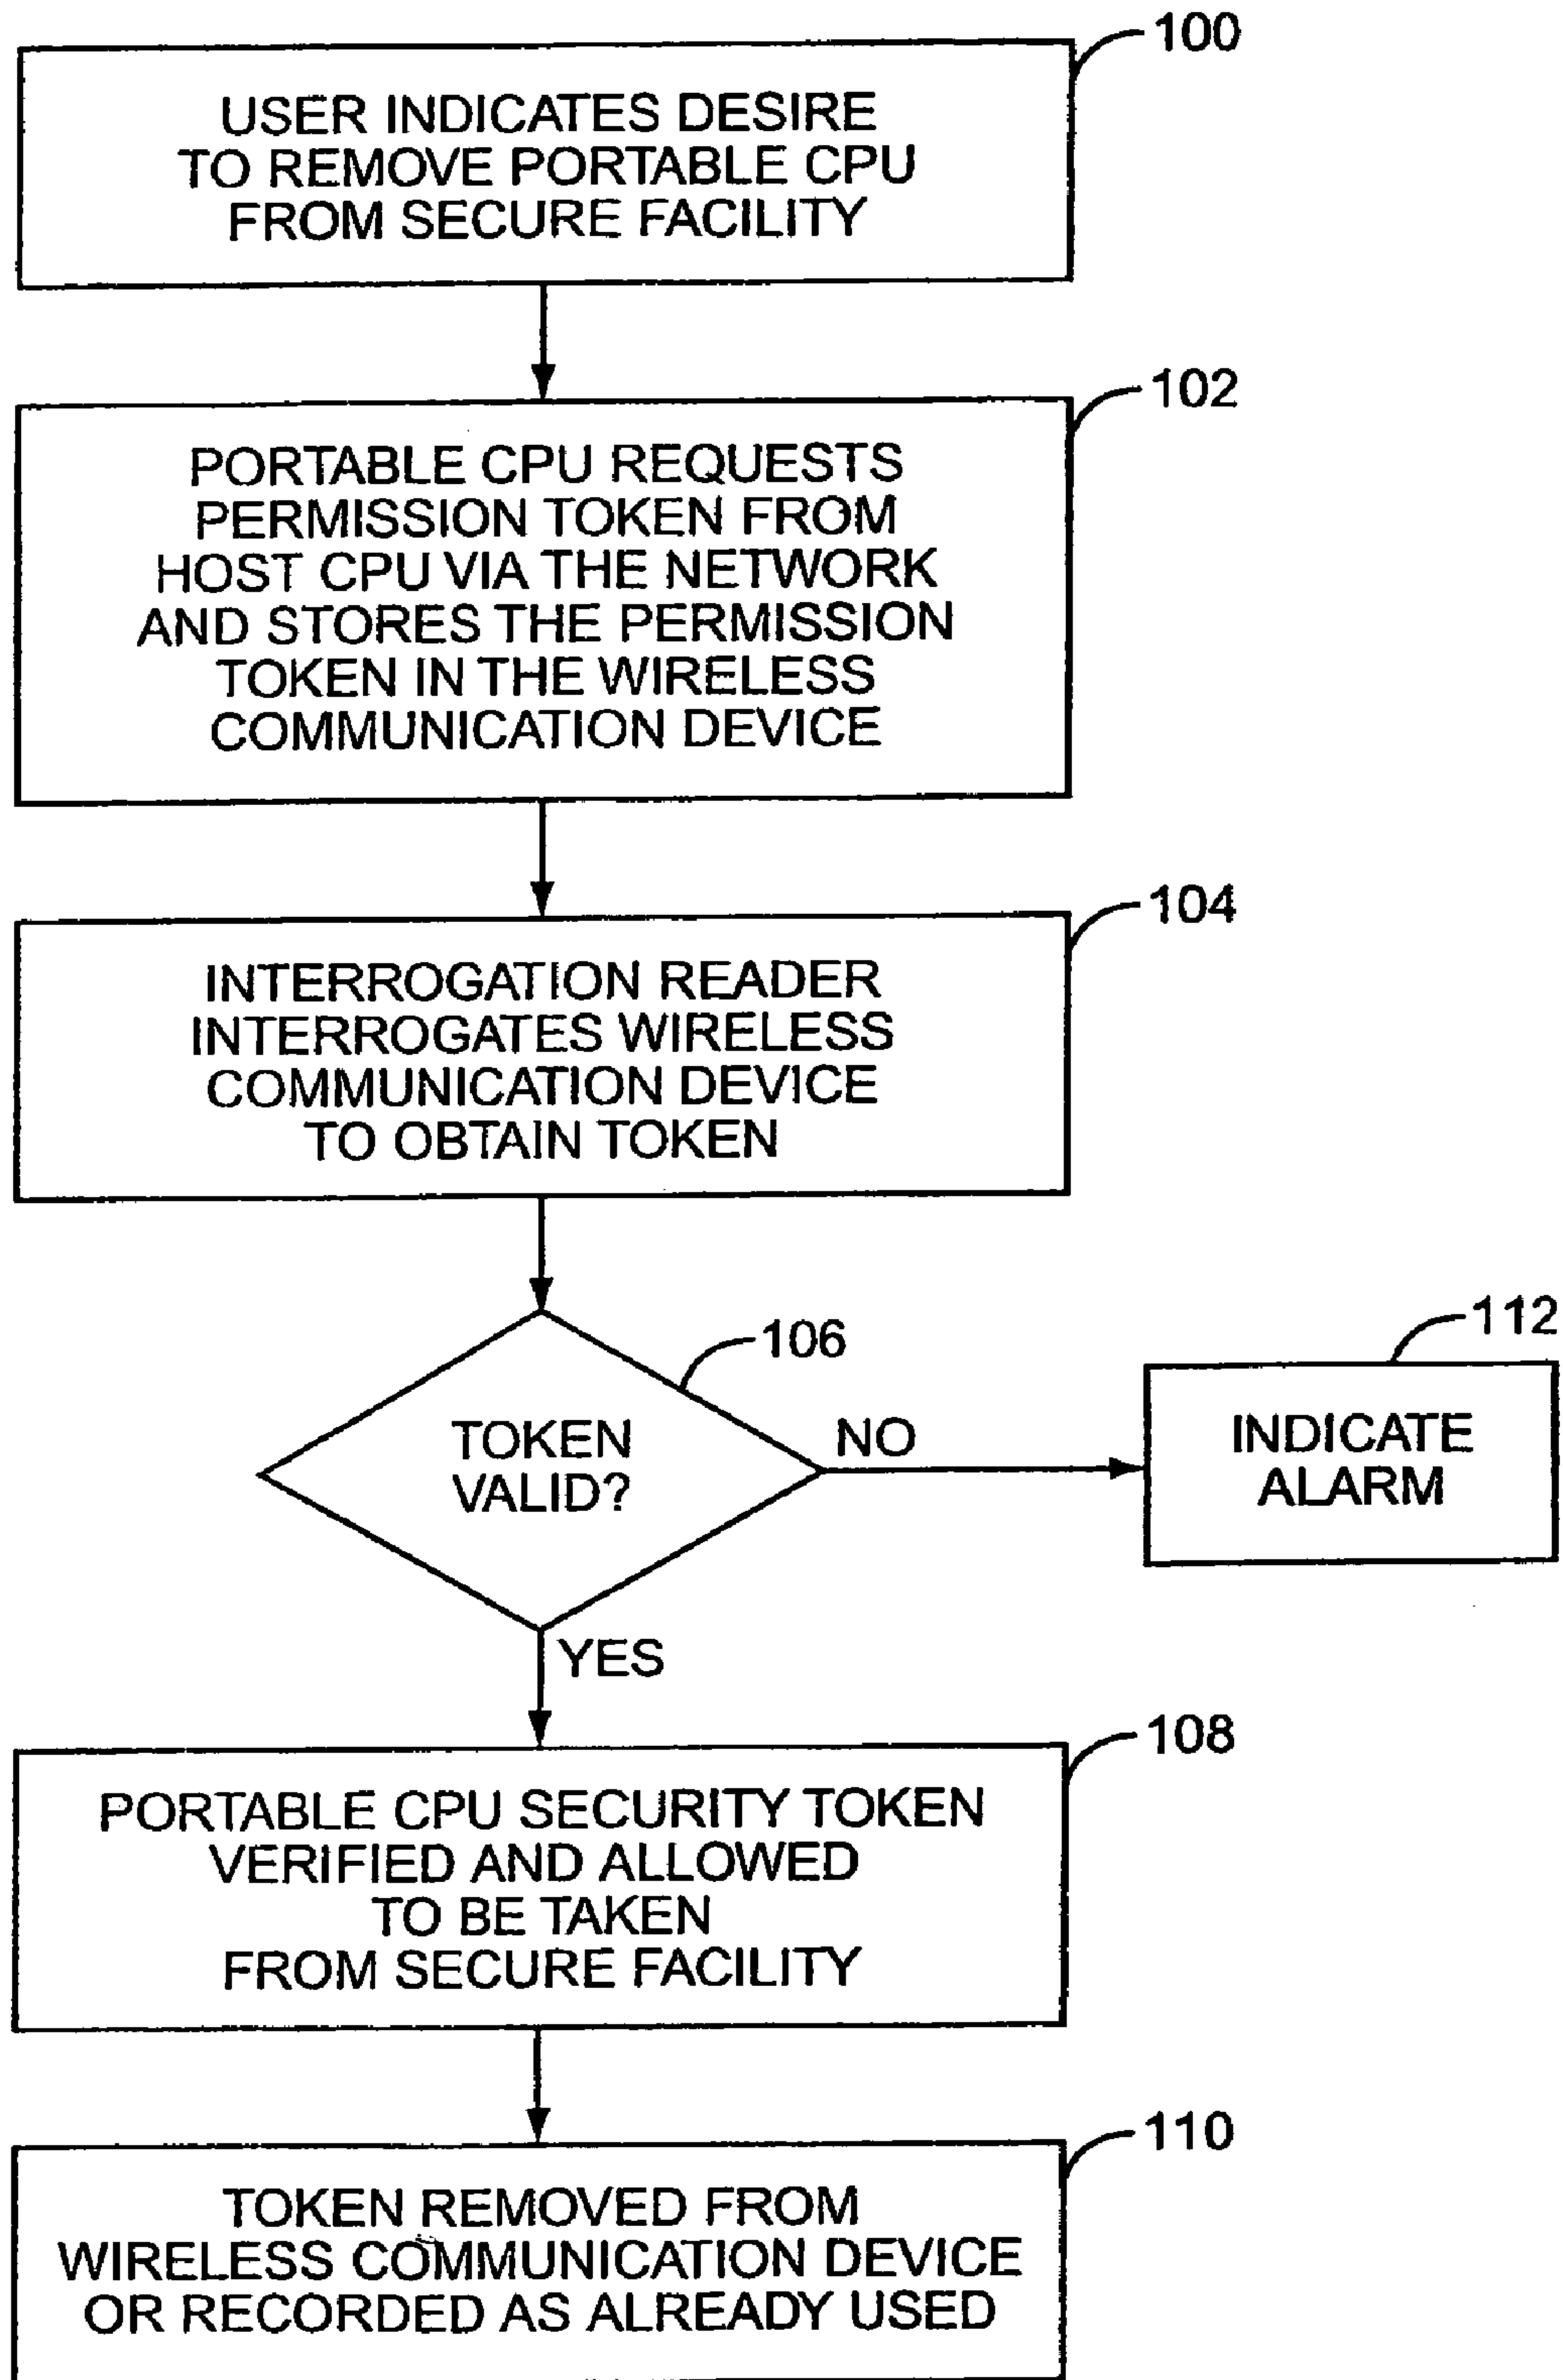 100
USER INDICATES DESIRE
TO REMOVE PORTABLE CPU
FROM SECURE FACILITY
102
PORTABLE CPU REQUESTS
PERMISSION TOKEN FROM
HOST CPU VIA THE NETWORK
AND STORES THE PERMISSION
TOKEN IN THE WIRELESS
COMMUNICATION DEVICE
104
INTERROGATION READER
INTERROGATES WIRELESS
COMMUNICATION DEVICE
TO OBTAIN TOKEN
106
TOKEN
VALID?
NO
112
INDICATE
ALARM
YES
108
PORTABLE CPU SECURITY TOKEN
VERIFIED AND ALLOWED
TO BE TAKEN
FROM SECURE FACILITY
110
TOKEN REMOVED FROM
WIRELESS COMMUNICATION DEVICE
OR RECORDED AS ALREADY USED